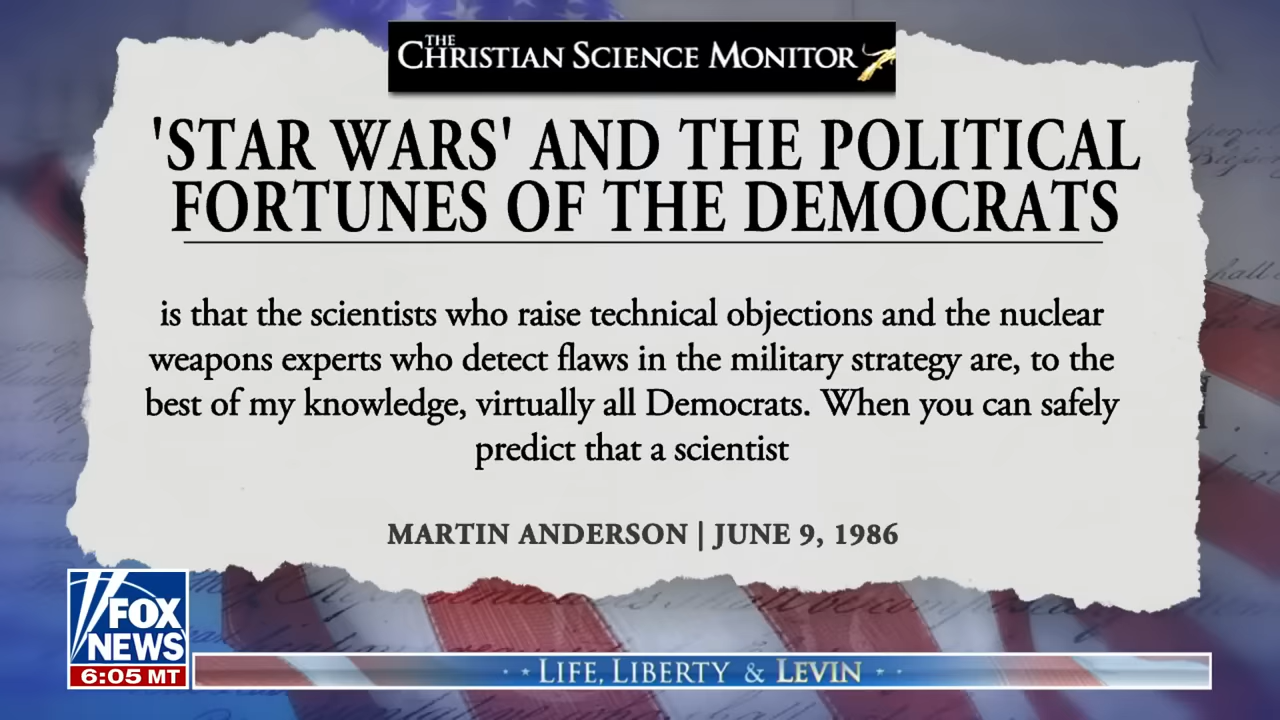 THE
CHRISTIAN SCIENCE MONITOR
'STAR WARS' AND THE POLITICAL
FORTUNES OF THE DEMOCRATS
is that the scientists who raise technical objections and the nuclear
weapons experts who detect flaws in the military strategy are, to the
best of my knowledge, virtually all Democrats. When you can safely
predict that a scientist
MARTIN ANDERSON | JUNE 9, 1986
FOX
NEWS
6:05 MT
LIFE, LIBERTY & LEVIN